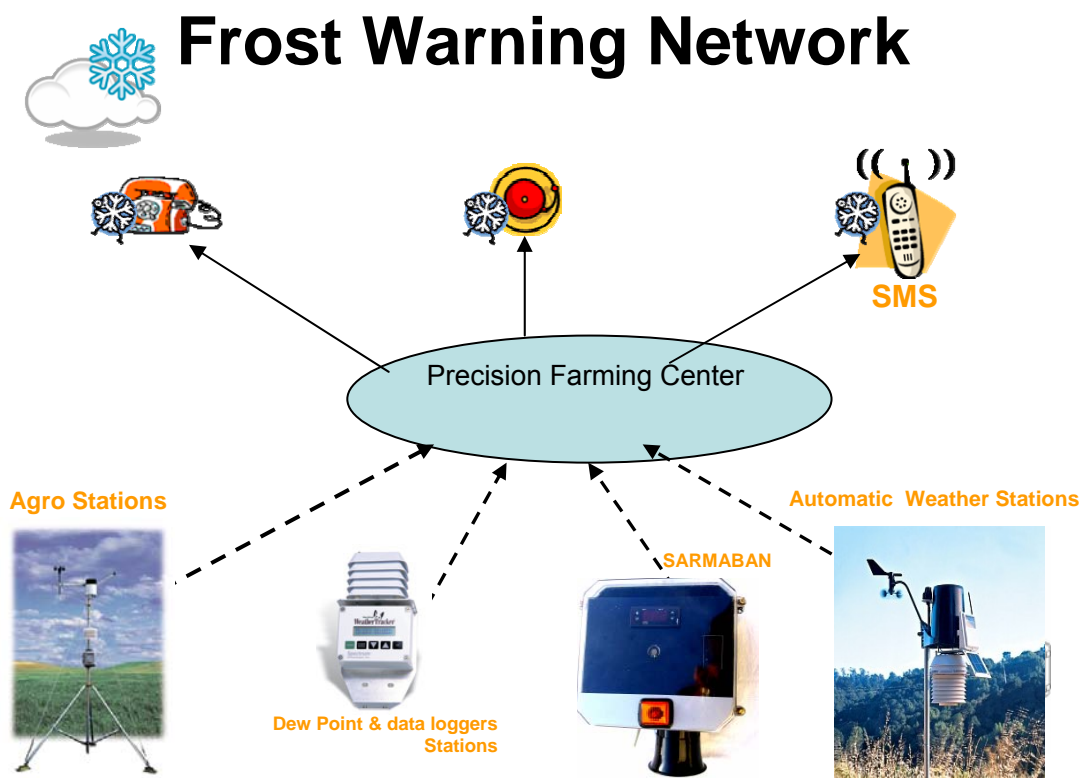 Frost Warning Network
SMS
Precision Farming Center
Agro Stations
Automatic  Weather Stations
SARMABAN
WeatherTracker
Spectrum
Dew Point & data loggers
Stations